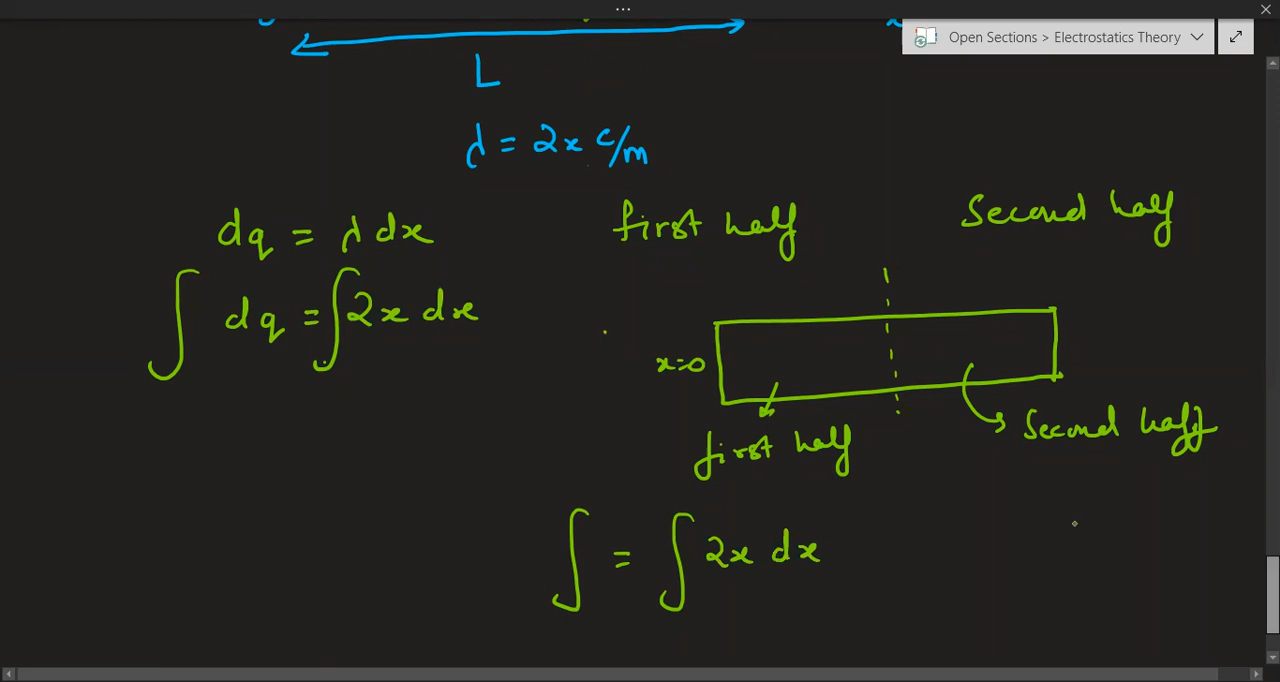 Open Sections > Electrostatics Theory
L
λ = 2x C/m
dq = λ dx
first half
Second half
∫ dq = ∫ 2x dx
x=0
first half
Second half
∫ = ∫ 2x dx